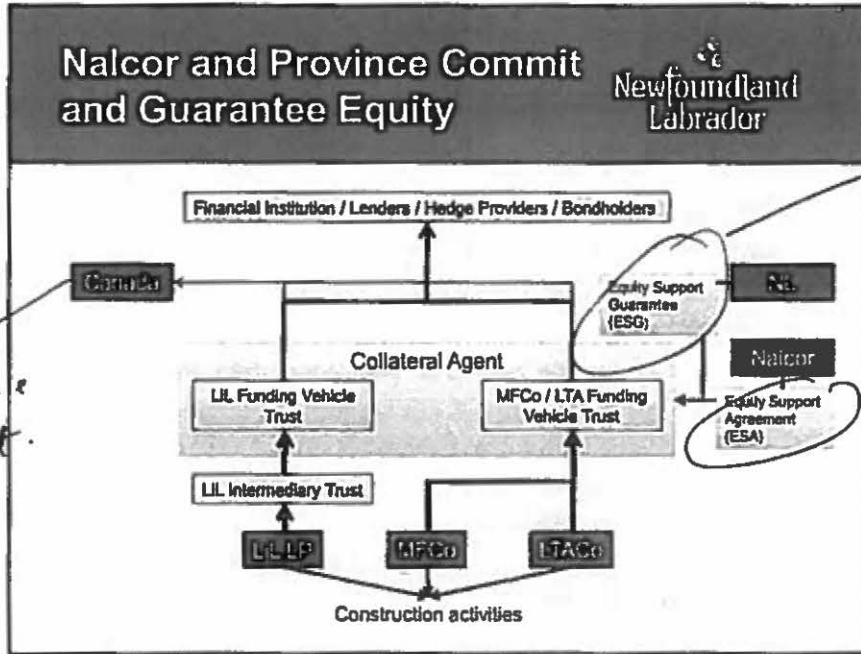 Nalcor and Province Commit
and Guarantee Equity
Newfoundland
Labrador
Financial Institution / Lenders / Hedge Providers / Bondholders
Canada
Equity Support
Guarantee
(ESG)
NL
Nalcor
Collateral Agent
LIL Funding Vehicle
Trust
MFCo / LTA Funding
Vehicle Trust
Equity Support
Agreement
(ESA)
LIL Intermediary Trust
LIL LP
MFCo
LTACo
Construction activities